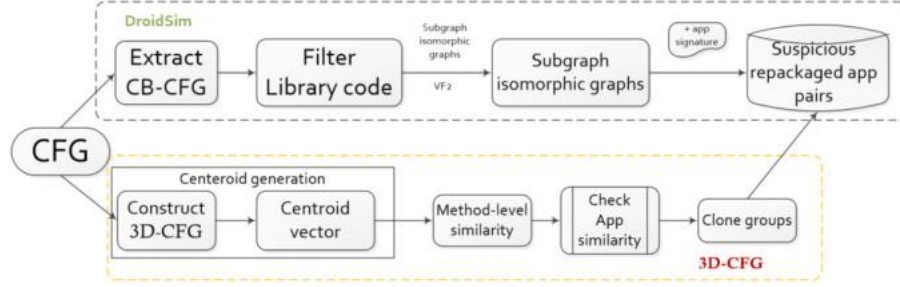 DroidSim
Extract
CB-CFG
Filter
Library code
Subgraph
isomorphic
graphs
VF2
Subgraph
isomorphic graphs
+ app
signature
Suspicious
repackaged app
pairs
CFG
Centeroid generation
Construct
3D-CFG
Centroid
vector
Method-level
similarity
Check
App
similarity
Clone groups
3D-CFG